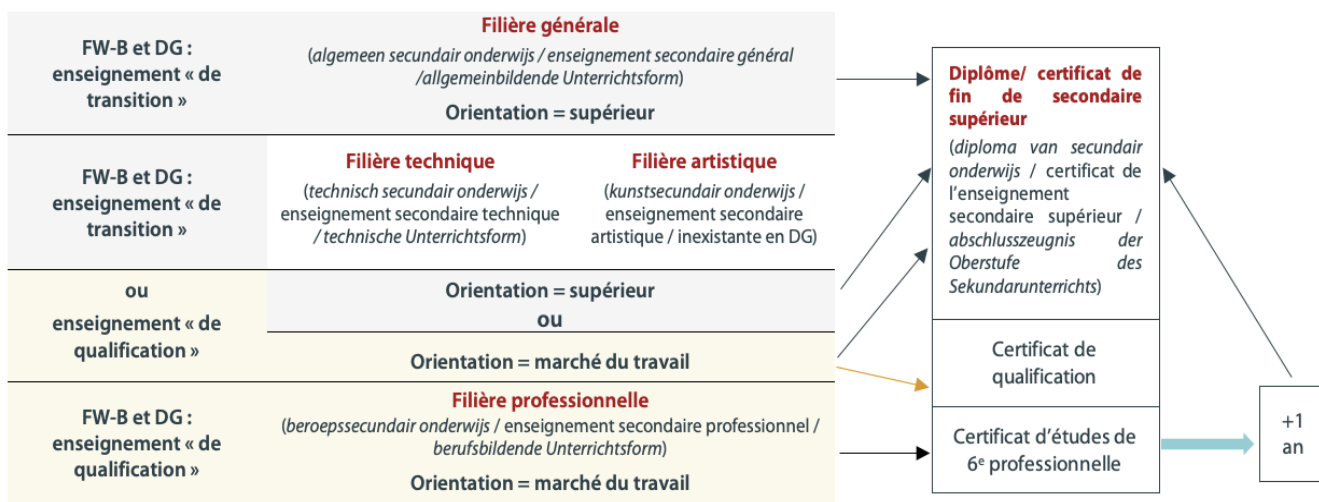 FW-B et DG :
enseignement « de
transition »
Filière générale
(algemeen secundair onderwijs / enseignement secondaire général
/allgemeinbildende Unterrichtsform)
Orientation = supérieur
FW-B et DG :
enseignement « de
transition »
Filière technique
(technisch secundair onderwijs /
enseignement secondaire technique
/ technische Unterrichtsform)
Filière artistique
(kunstsecundair onderwijs /
enseignement secondaire
artistique / inexistante en DG)
ou
enseignement « de
qualification »
Orientation = supérieur
ou
Orientation = marché du travail
FW-B et DG :
enseignement « de
qualification »
Filière professionnelle
(beroepssecundair onderwijs / enseignement secondaire professionnel /
berufsbildende Unterrichtsform)
Orientation = marché du travail
Diplôme/ certificat de
fin de secondaire
supérieur
(diploma van secundair
onderwijs / certificat de
l'enseignement
secondaire supérieur /
abschlusszeugnis der
Oberstufe des
Sekundarunterrichts)
Certificat de
qualification
Certificat d'études de
6e professionnelle
+1
an